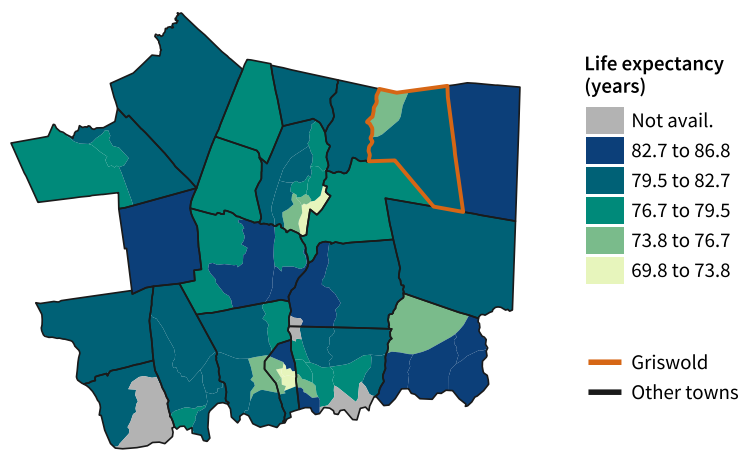 Life expectancy
(years)
Not avail.
82.7 to 86.8
79.5 to 82.7
76.7 to 79.5
73.8 to 76.7
69.8 to 73.8
Griswold
Other towns